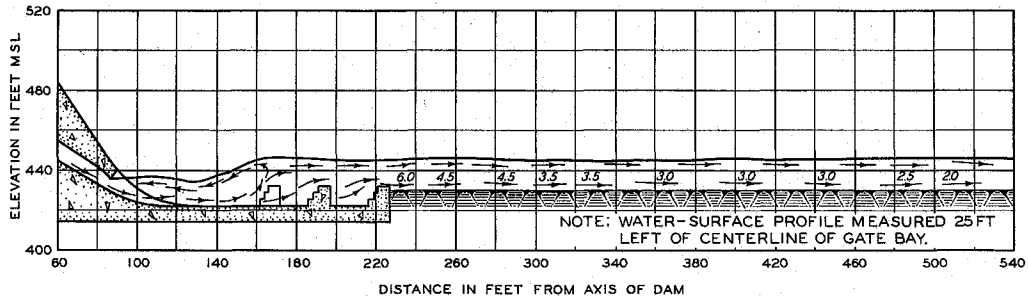 520
480
440
400
ELEVATION IN FEET MSL
6.0 4.5 4.5 3.5 3.5 3.0 3.0 3.0 2.5 2.0
NOTE: WATER-SURFACE PROFILE MEASURED 25 FT
LEFT OF CENTERLINE OF GATE BAY.
60 100 140 180 220 260 300 340 380 420 460 500 540
DISTANCE IN FEET FROM AXIS OF DAM